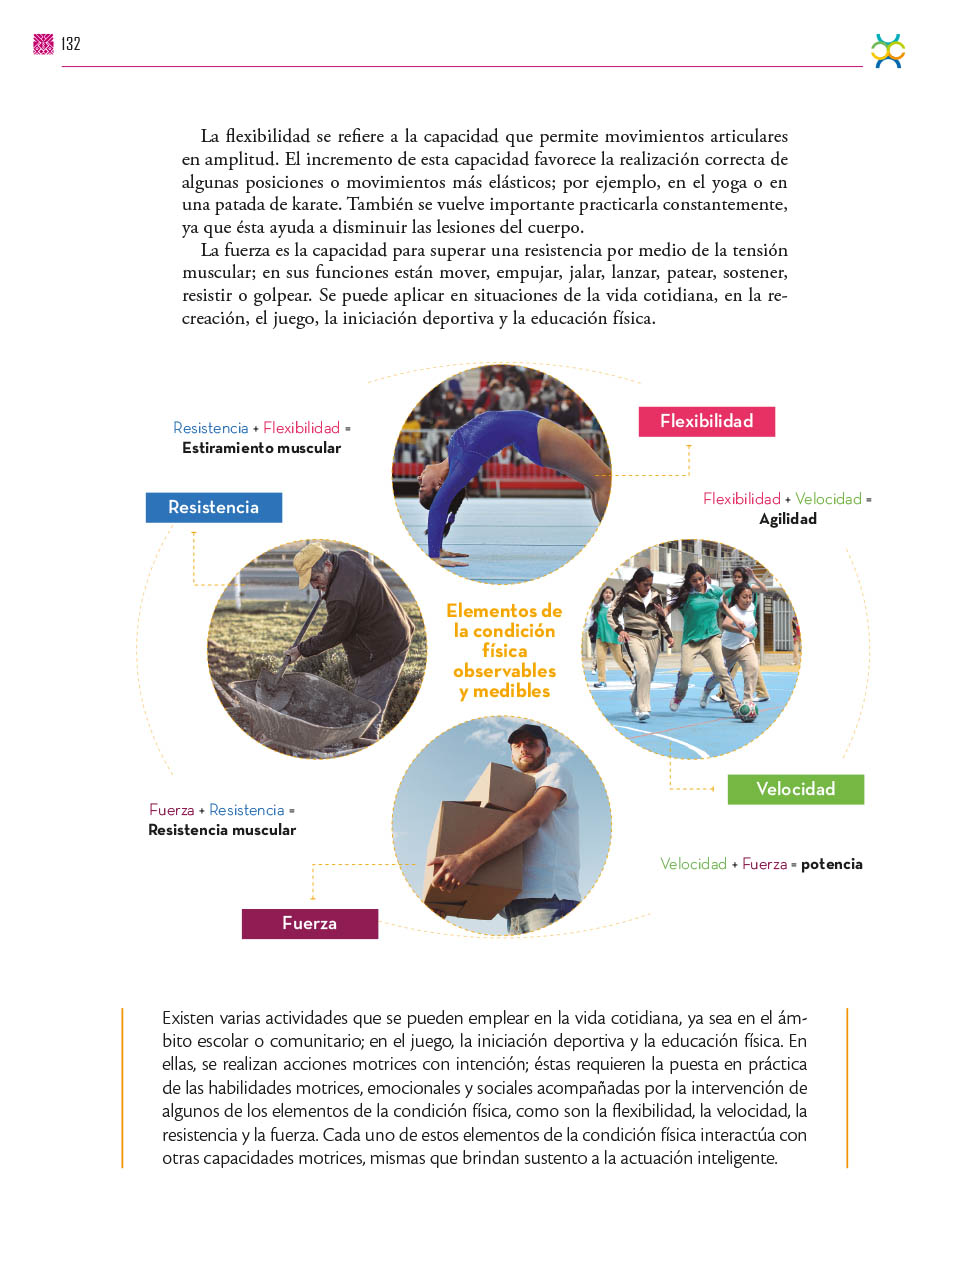 132
La flexibilidad se refiere a la capacidad que permite movimientos articulares
en amplitud. El incremento de esta capacidad favorece la realización correcta de
algunas posiciones o movimientos más elásticos; por ejemplo, en el yoga o en
una patada de karate. También se vuelve importante practicarla constantemente,
ya que ésta ayuda a disminuir las lesiones del cuerpo.
La fuerza es la capacidad para superar una resistencia por medio de la tensión
muscular; en sus funciones están mover, empujar, jalar, lanzar, patear, sostener,
resistir o golpear. Se puede aplicar en situaciones de la vida cotidiana, en la re-
creación, el juego, la iniciación deportiva y la educación física.
Resistencia + Flexibilidad =
Estiramiento muscular
Flexibilidad
Resistencia
Flexibilidad + Velocidad =
Agilidad
Elementos de
la condición
física
observables
y medibles
Velocidad
Fuerza + Resistencia =
Resistencia muscular
Velocidad + Fuerza = potencia
Fuerza
Existen varias actividades que se pueden emplear en la vida cotidiana, ya sea en el ám-
bito escolar o comunitario; en el juego, la iniciación deportiva y la educación física. En
ellas, se realizan acciones motrices con intención; éstas requieren la puesta en práctica
de las habilidades motrices, emocionales y sociales acompañadas por la intervención de
algunos de los elementos de la condición física, como son la flexibilidad, la velocidad, la
resistencia y la fuerza. Cada uno de estos elementos de la condición física interactúa con
otras capacidades motrices, mismas que brindan sustento a la actuación inteligente.